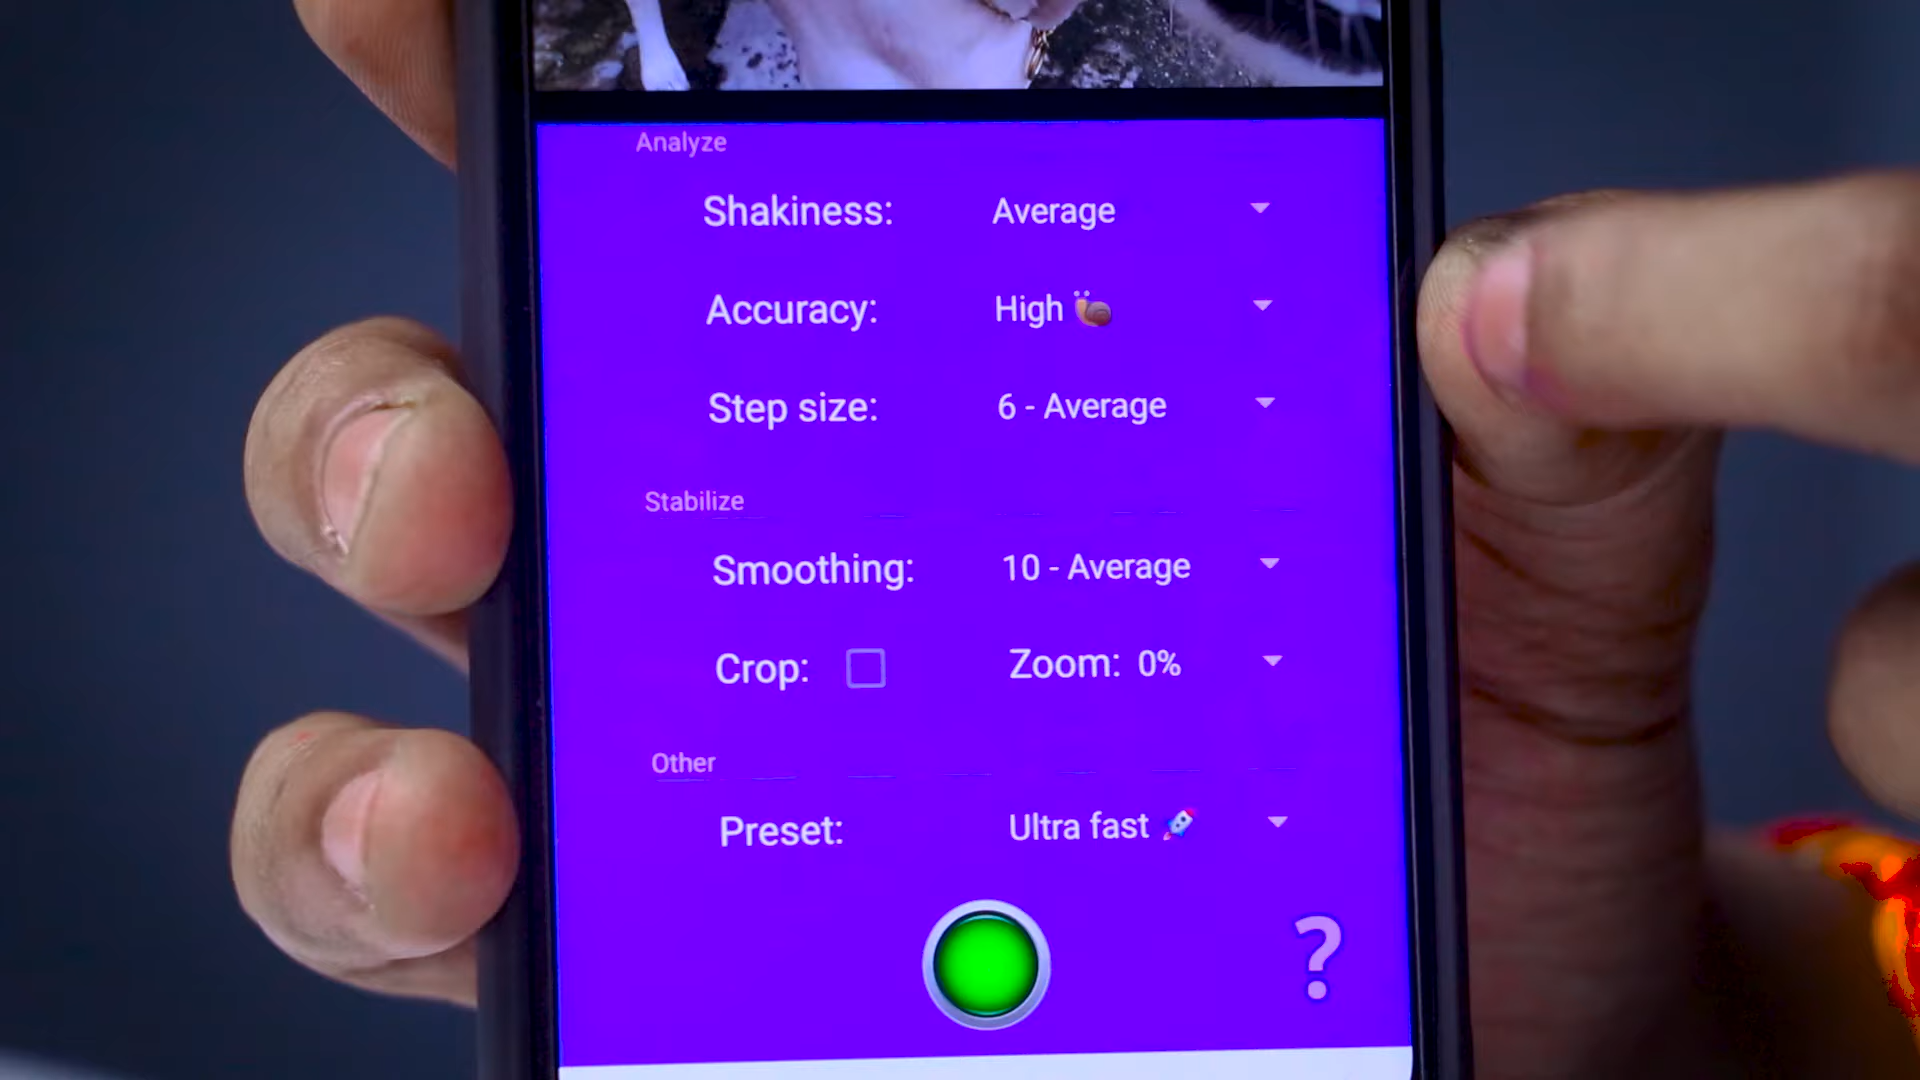 Analyze
Shakiness: Average
Accuracy: High 🐌
Step size: 6 - Average
Stabilize
Smoothing: 10 - Average
Crop: Zoom: 0%
Other
Preset: Ultra fast 🚀
?